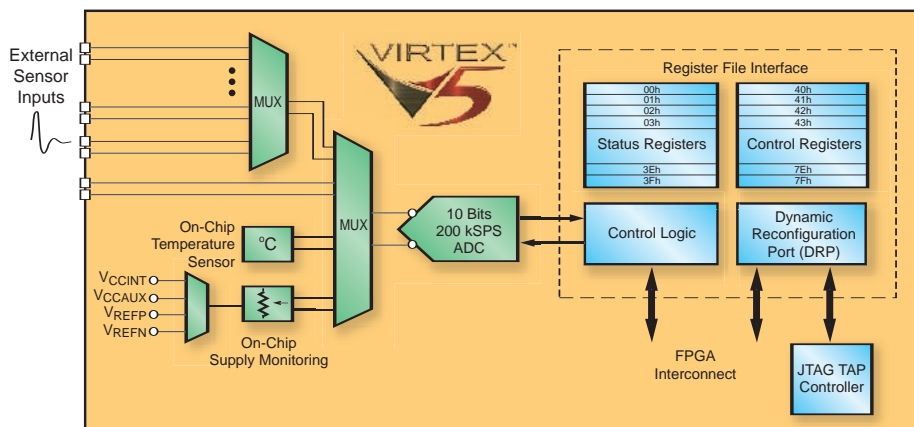 External
Sensor
Inputs
MUX
VIRTEX™
5
Register File Interface
00h
01h
02h
03h
Status Registers
3Eh
3Fh
40h
41h
42h
43h
Control Registers
7Eh
7Fh
MUX
10 Bits
200 kSPS
ADC
On-Chip
Temperature
Sensor
°C
Control Logic
Dynamic
Reconfiguration
Port (DRP)
VCCINT
VCCAUX
VREFP
VREFN
On-Chip
Supply Monitoring
FPGA
Interconnect
JTAG TAP
Controller